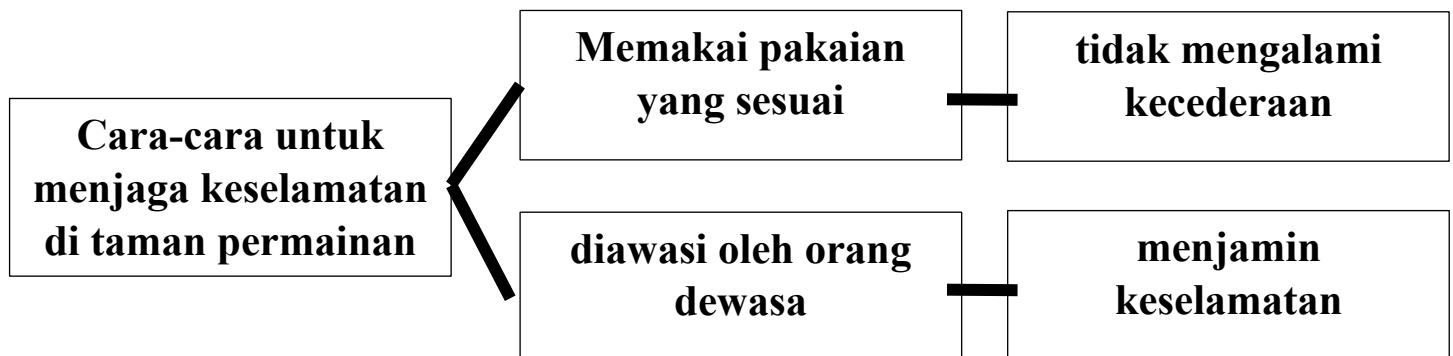 Cara-cara untuk
menjaga keselamatan
di taman permainan
Memakai pakaian
yang sesuai
tidak mengalami
kecederaan
diawasi oleh orang
dewasa
menjamin
keselamatan